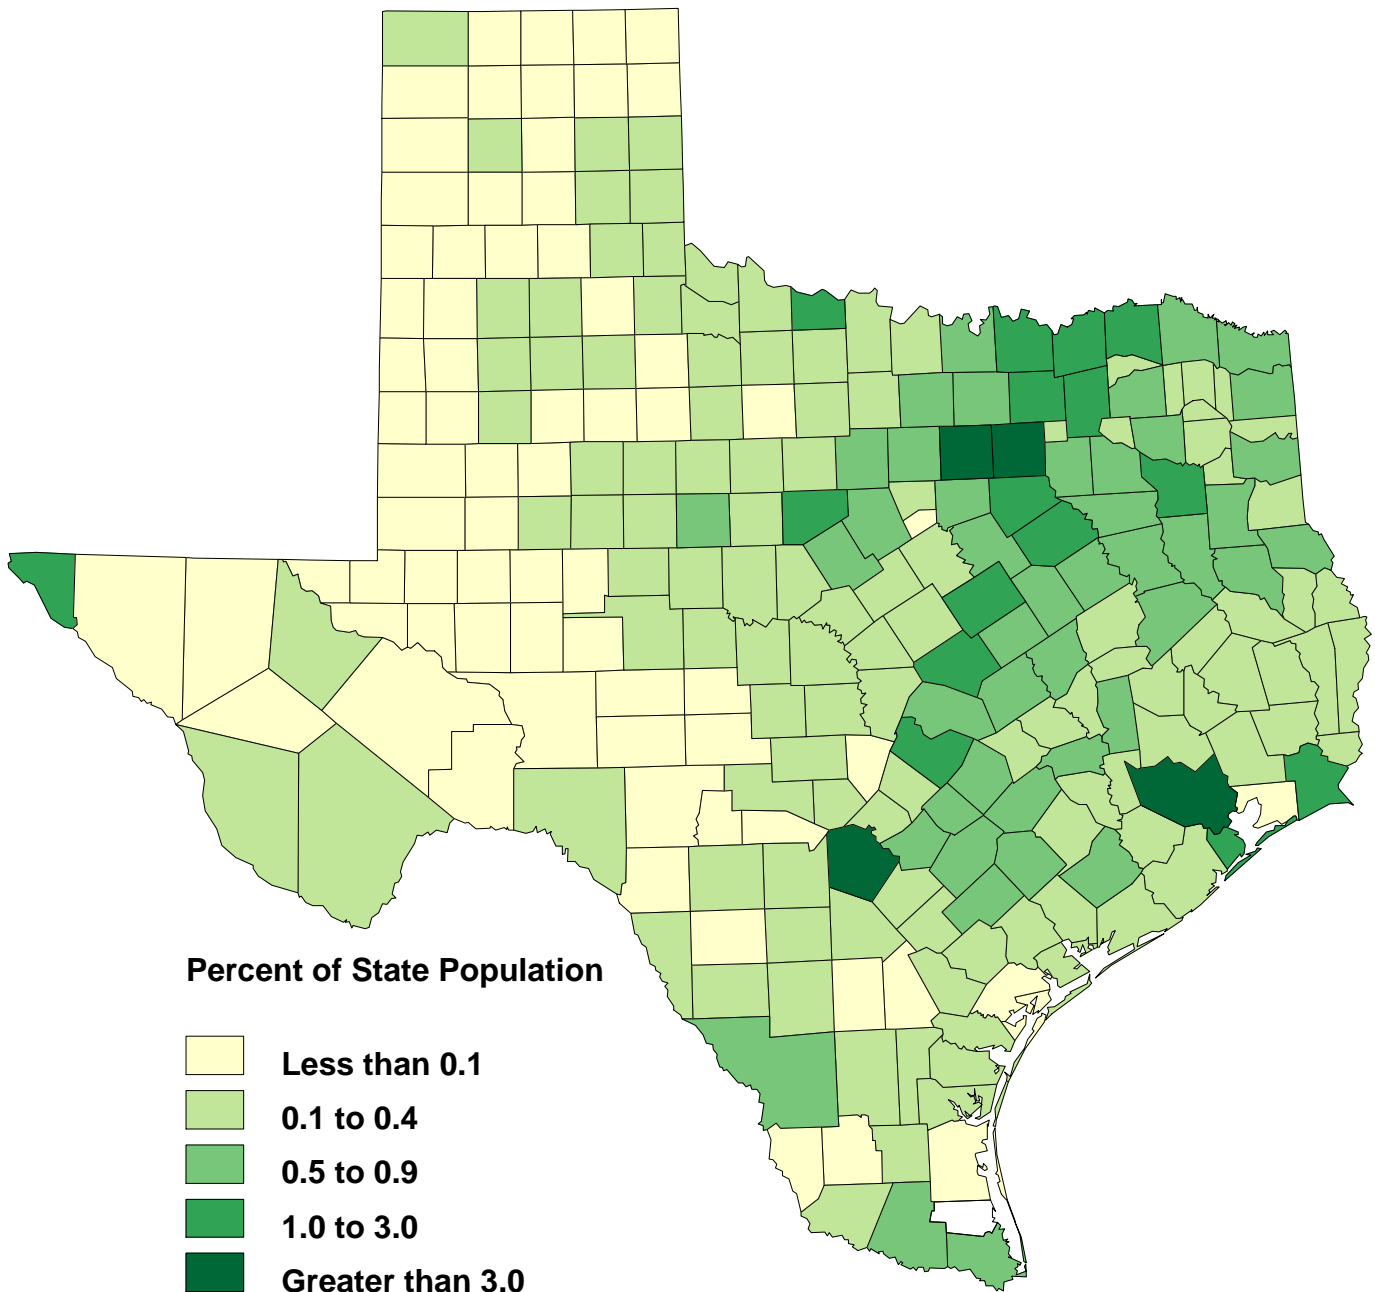 Percent of State Population
Less than 0.1
0.1 to 0.4
0.5 to 0.9
1.0 to 3.0
Greater than 3.0